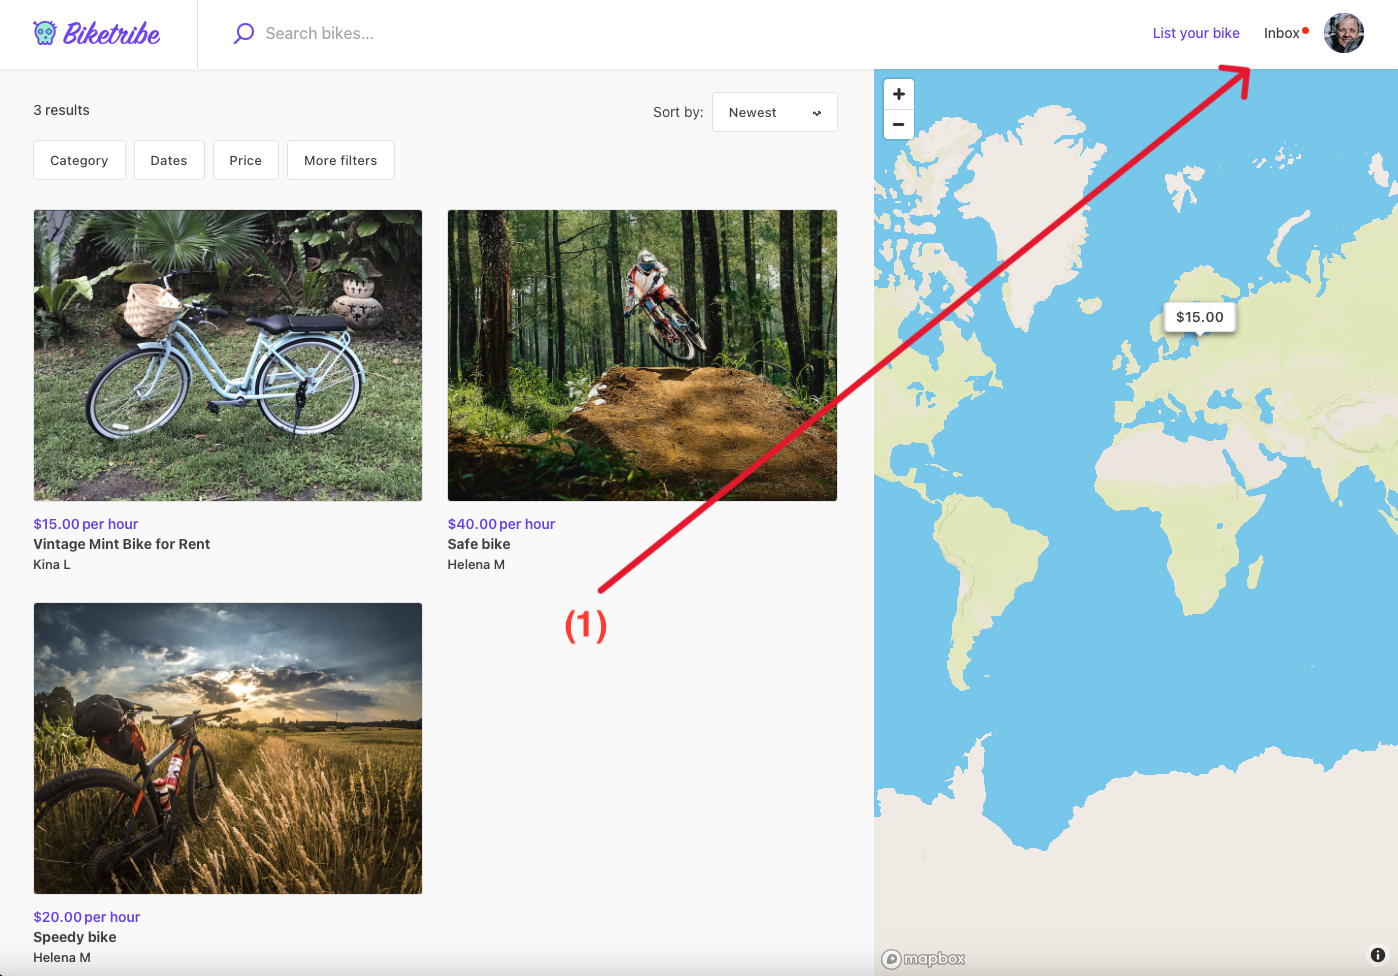 Biketribe
Search bikes...
List your bike
Inbox
3 results
Sort by:
Newest
Category
Dates
Price
More filters
$15.00 per hour
Vintage Mint Bike for Rent
Kina L
$40.00 per hour
Safe bike
Helena M
(1)
$20.00 per hour
Speedy bike
Helena M
+
−
$15.00
mapbox
i